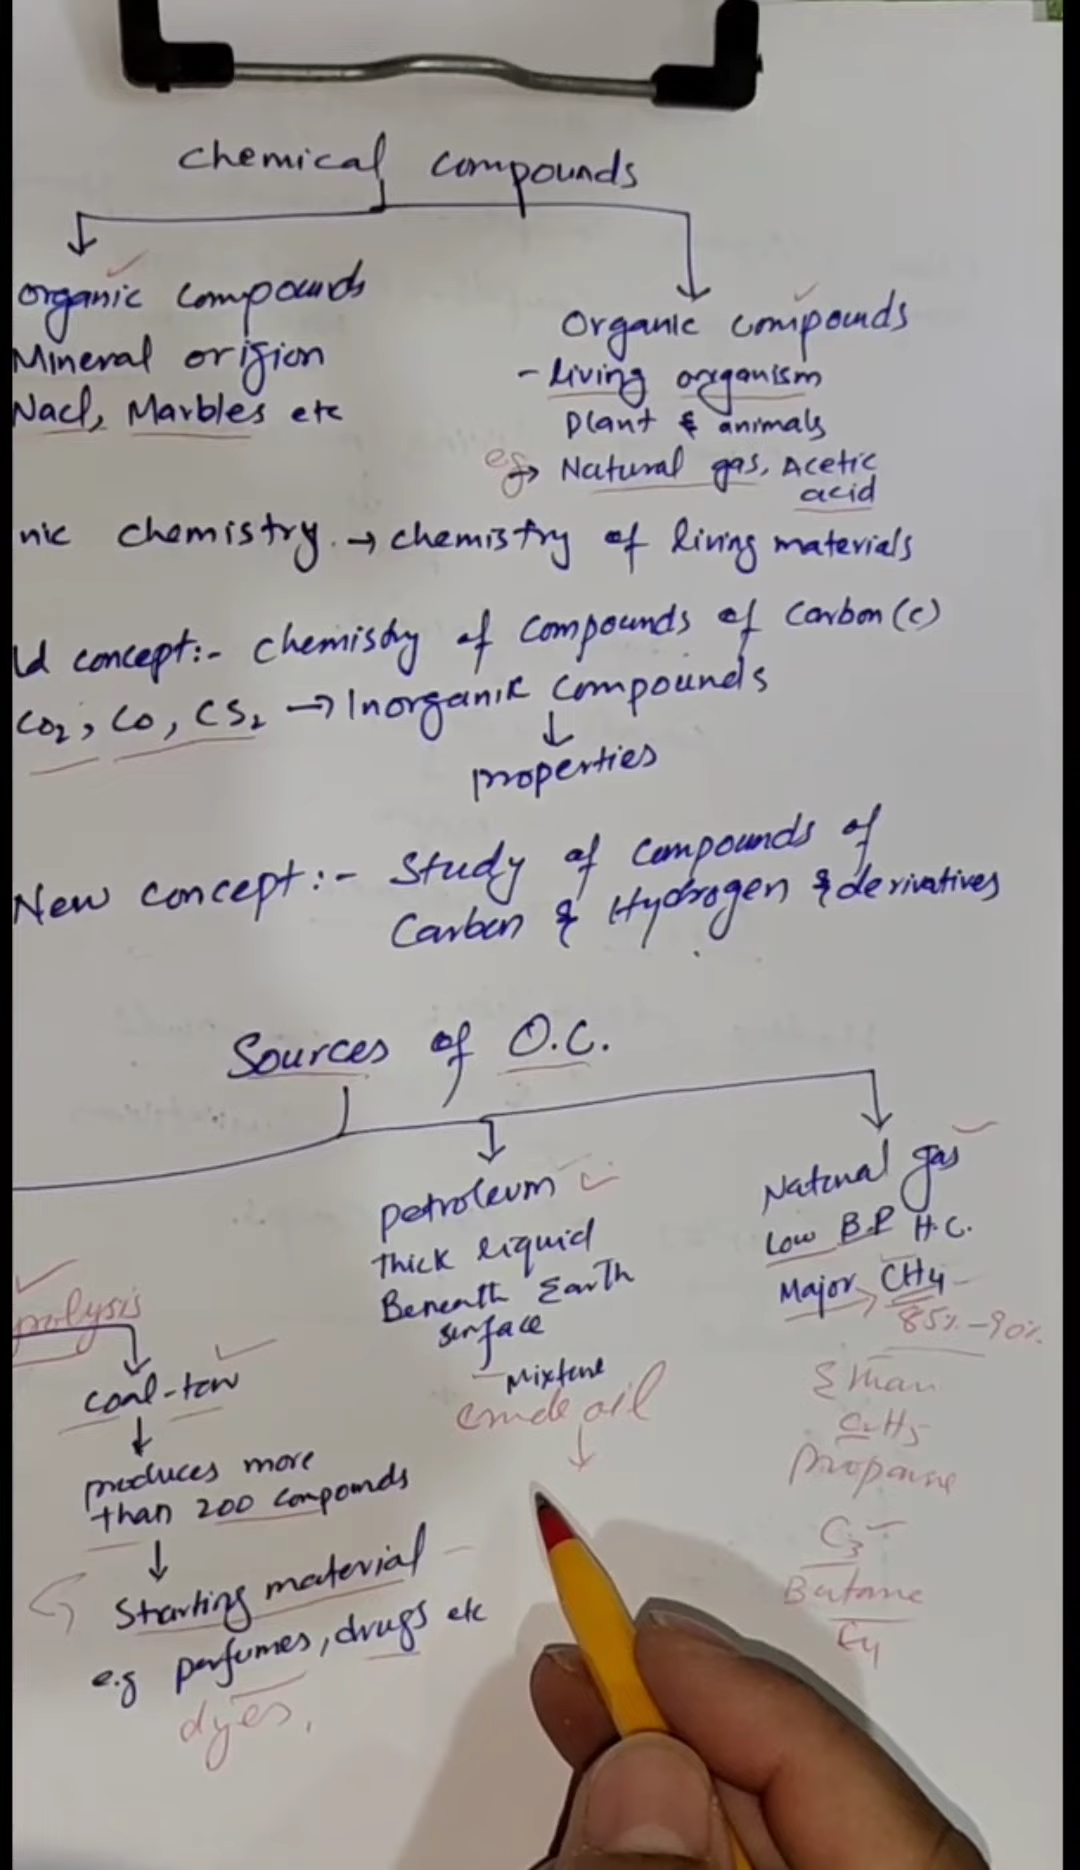 Chemical compounds
organic compounds
Mineral origion
Nacl, Marbles etc
Organic compounds
- living organism
plant & animals
eg → Natural gas, Acetic
acid
nic chemistry → chemistry of living materials
ld concept:- chemistry of compounds of Carbon (c)
CO2, CO, CS2 → Inorganic compounds
↓
properties
New concept:- Study of compounds of
Carbon & Hydrogen & derivatives
Sources of O.C.
prolysis
coal-tar
↓
produces more
than 200 compounds
↓
Starting material
e.g perfumes, drugs etc
dyes,
petroleum
Thick liquid
Beneath Earth
surface
Mixture
crude oil
↓
Natural gas
Low B.P H.C.
Major → CH4
85% - 90%
C2H5
propane
C3
Butane
C4